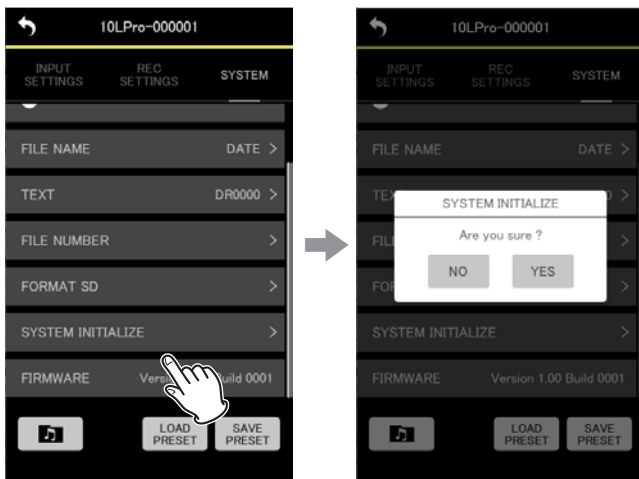 10LPro-000001
INPUT SETTINGS
REC SETTINGS
SYSTEM
FILE NAME DATE >
TEXT DR0000 >
FILE NUMBER >
FORMAT SD >
SYSTEM INITIALIZE >
FIRMWARE Build 0001
LOAD PRESET
SAVE PRESET
10LPro-000001
INPUT SETTINGS
REC SETTINGS
SYSTEM
FILE NAME DATE >
SYSTEM INITIALIZE
Are you sure ?
NO YES
SYSTEM INITIALIZE >
FIRMWARE Version 1.00 Build 0001
LOAD PRESET
SAVE PRESET